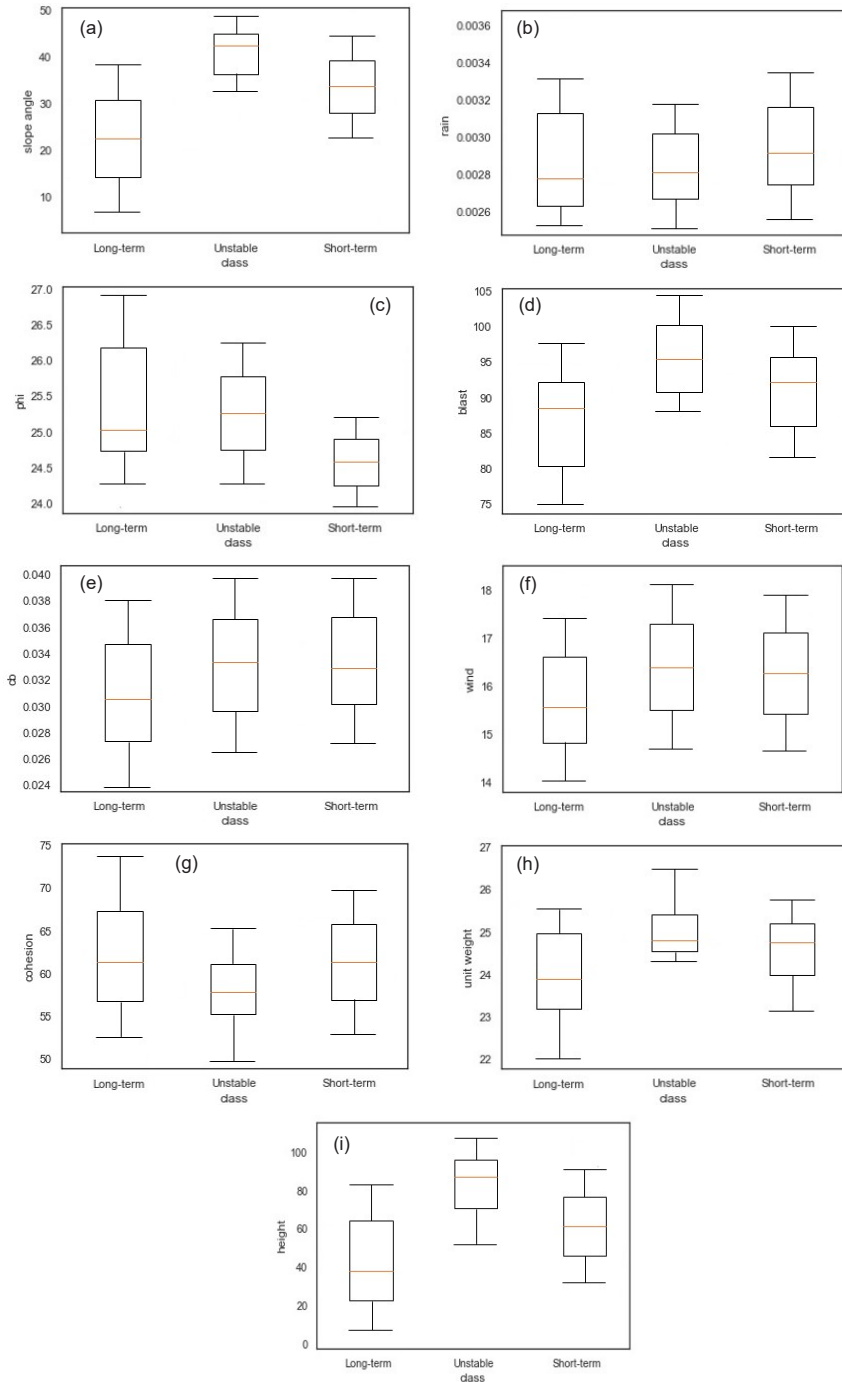 (a)
50
40
30
20
10
slope angle
Long-term Unstable Short-term
class
(b)
0.0036
0.0034
0.0032
0.0030
0.0028
0.0026
rain
Long-term Unstable Short-term
class
(c)
27.0
26.5
26.0
25.5
25.0
24.5
24.0
phi
Long-term Unstable Short-term
class
(d)
105
100
95
90
85
80
75
blast
Long-term Unstable Short-term
class
(e)
0.040
0.038
0.036
0.034
0.032
0.030
0.028
0.026
0.024
cb
Long-term Unstable Short-term
class
(f)
18
17
16
15
14
wind
Long-term Unstable Short-term
class
(g)
75
70
65
60
55
50
cohesion
Long-term Unstable Short-term
class
(h)
27
26
25
24
23
22
unit weight
Long-term Unstable Short-term
class
(i)
100
80
60
40
20
0
height
Long-term Unstable Short-term
class